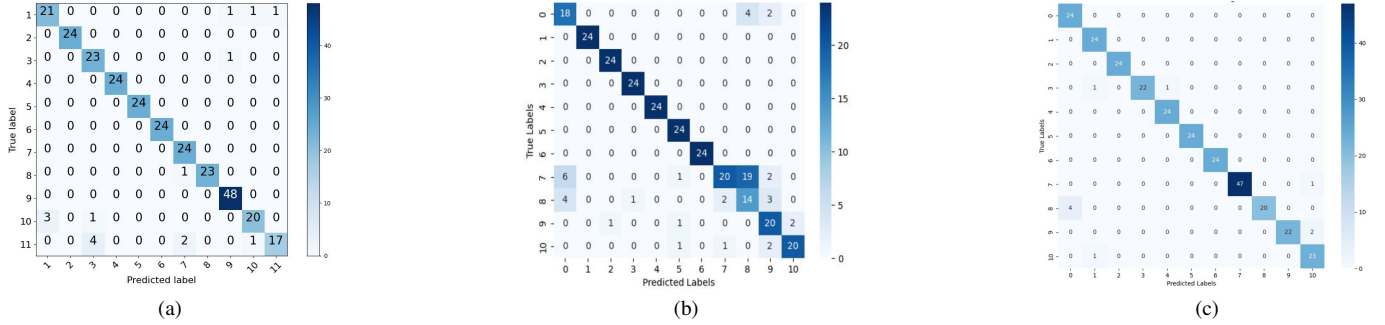 True label
1 21 0 0 0 0 0 0 0 1 1 1
2 0 24 0 0 0 0 0 0 0 0 0
3 0 0 23 0 0 0 0 0 1 0 0
4 0 0 0 24 0 0 0 0 0 0 0
5 0 0 0 0 24 0 0 0 0 0 0
6 0 0 0 0 0 24 0 0 0 0 0
7 0 0 0 0 0 0 24 0 0 0 0
8 0 0 0 0 0 0 1 23 0 0 0
9 0 0 0 0 0 0 0 0 48 0 0
10 3 0 1 0 0 0 0 0 0 20 0
11 0 0 4 0 0 0 2 0 0 1 17
1 2 3 4 5 6 7 8 9 10 11
Predicted label
40
30
20
10
0
(a)
True Labels
0 18 0 0 0 0 0 0 0 4 2 0
1 0 24 0 0 0 0 0 0 0 0 0
2 0 0 24 0 0 0 0 0 0 0 0
3 0 0 0 24 0 0 0 0 0 0 0
4 0 0 0 0 24 0 0 0 0 0 0
5 0 0 0 0 0 24 0 0 0 0 0
6 0 0 0 0 0 0 24 0 0 0 0
7 6 0 0 0 0 1 0 20 19 2 0
8 4 0 0 1 0 0 0 2 14 3 0
9 0 0 1 0 0 1 0 0 0 20 2
10 0 0 0 0 0 1 0 1 0 2 20
0 1 2 3 4 5 6 7 8 9 10
Predicted Labels
20
15
10
5
0
(b)
True Labels
0 24 0 0 0 0 0 0 0 0 0 0
1 0 24 0 0 0 0 0 0 0 0 0
2 0 0 24 0 0 0 0 0 0 0 0
3 0 1 0 22 1 0 0 0 0 0 0
4 0 0 0 0 24 0 0 0 0 0 0
5 0 0 0 0 0 24 0 0 0 0 0
6 0 0 0 0 0 0 24 0 0 0 0
7 0 0 0 0 0 0 0 47 0 0 1
8 4 0 0 0 0 0 0 0 20 0 0
9 0 0 0 0 0 0 0 0 0 22 2
10 0 1 0 0 0 0 0 0 0 0 23
0 1 2 3 4 5 6 7 8 9 10
Predicted Labels
40
30
20
10
0
(c)